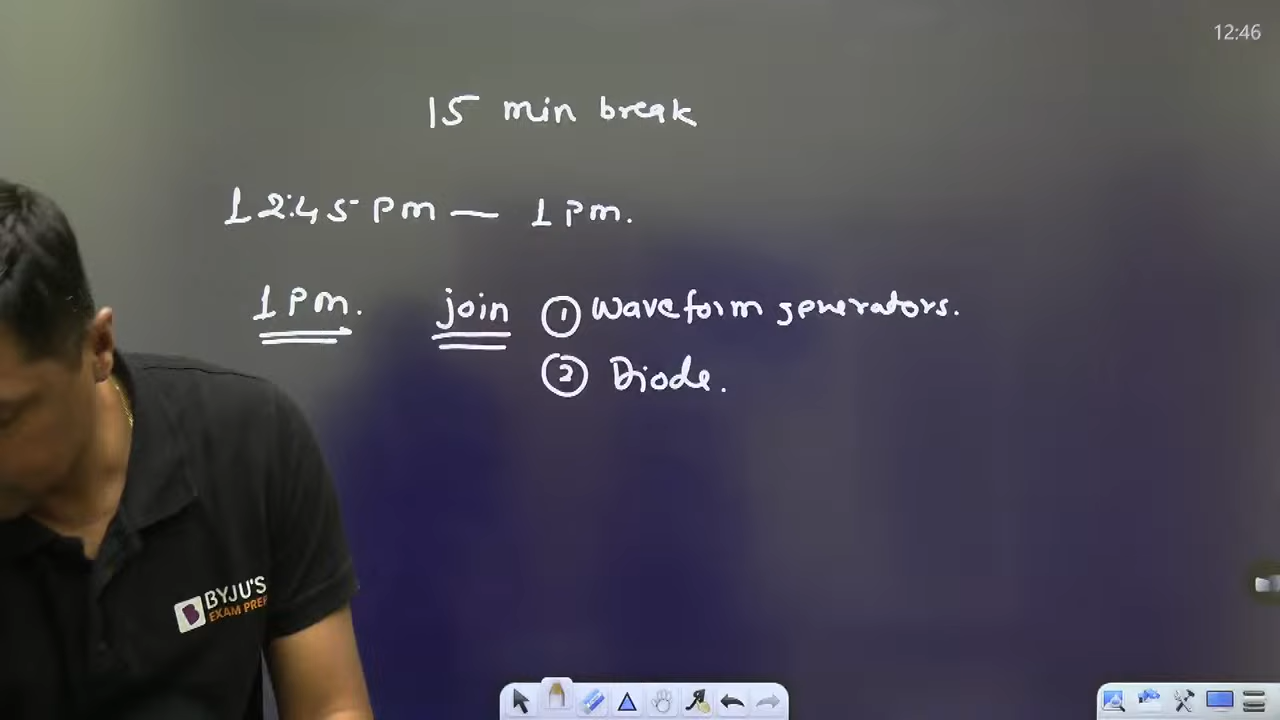 12:46
15 min break
12:45 pm — 1 pm.
1 pm. join ① Waveform generators.
② Diode.
BYJU'S
EXAM PREP